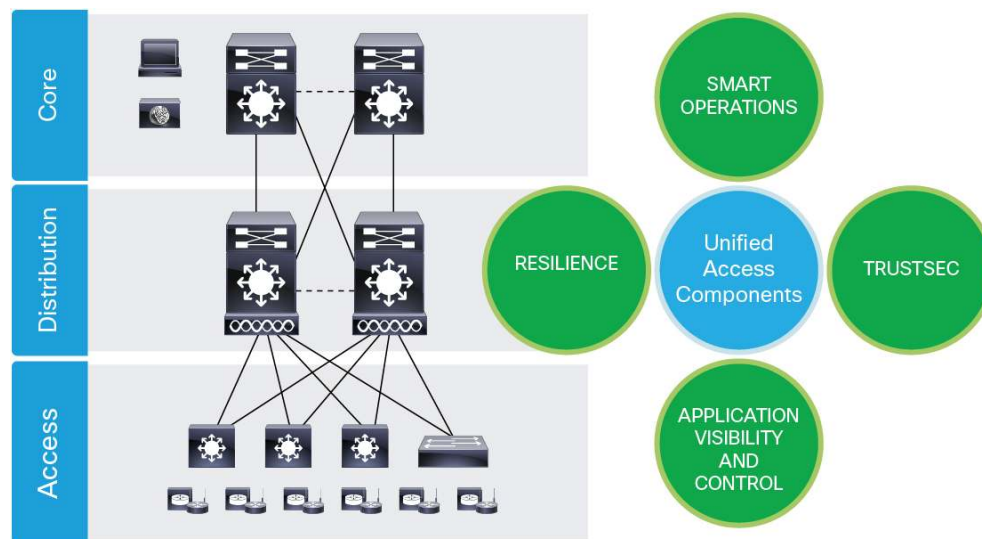 Core
Distribution
Access
SMART
OPERATIONS
RESILIENCE
Unified
Access
Components
TRUSTSEC
APPLICATION
VISIBILITY
AND
CONTROL